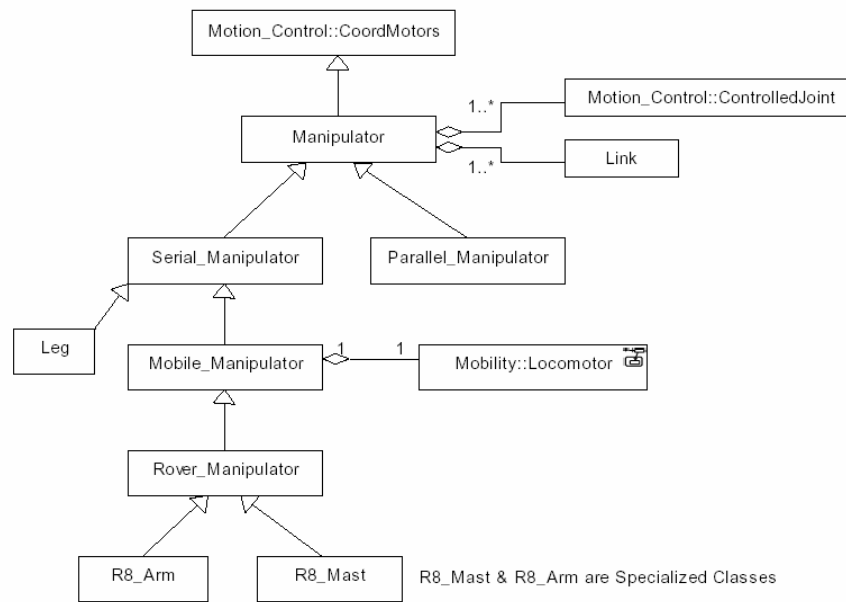 Motion_Control::CoordMotors
1..*
Motion_Control::ControlledJoint
Manipulator
1..*
Link
Serial_Manipulator
Parallel_Manipulator
Leg
Mobile_Manipulator
1
1
Mobility::Locomotor
Rover_Manipulator
R8_Arm
R8_Mast
R8_Mast & R8_Arm are Specialized Classes